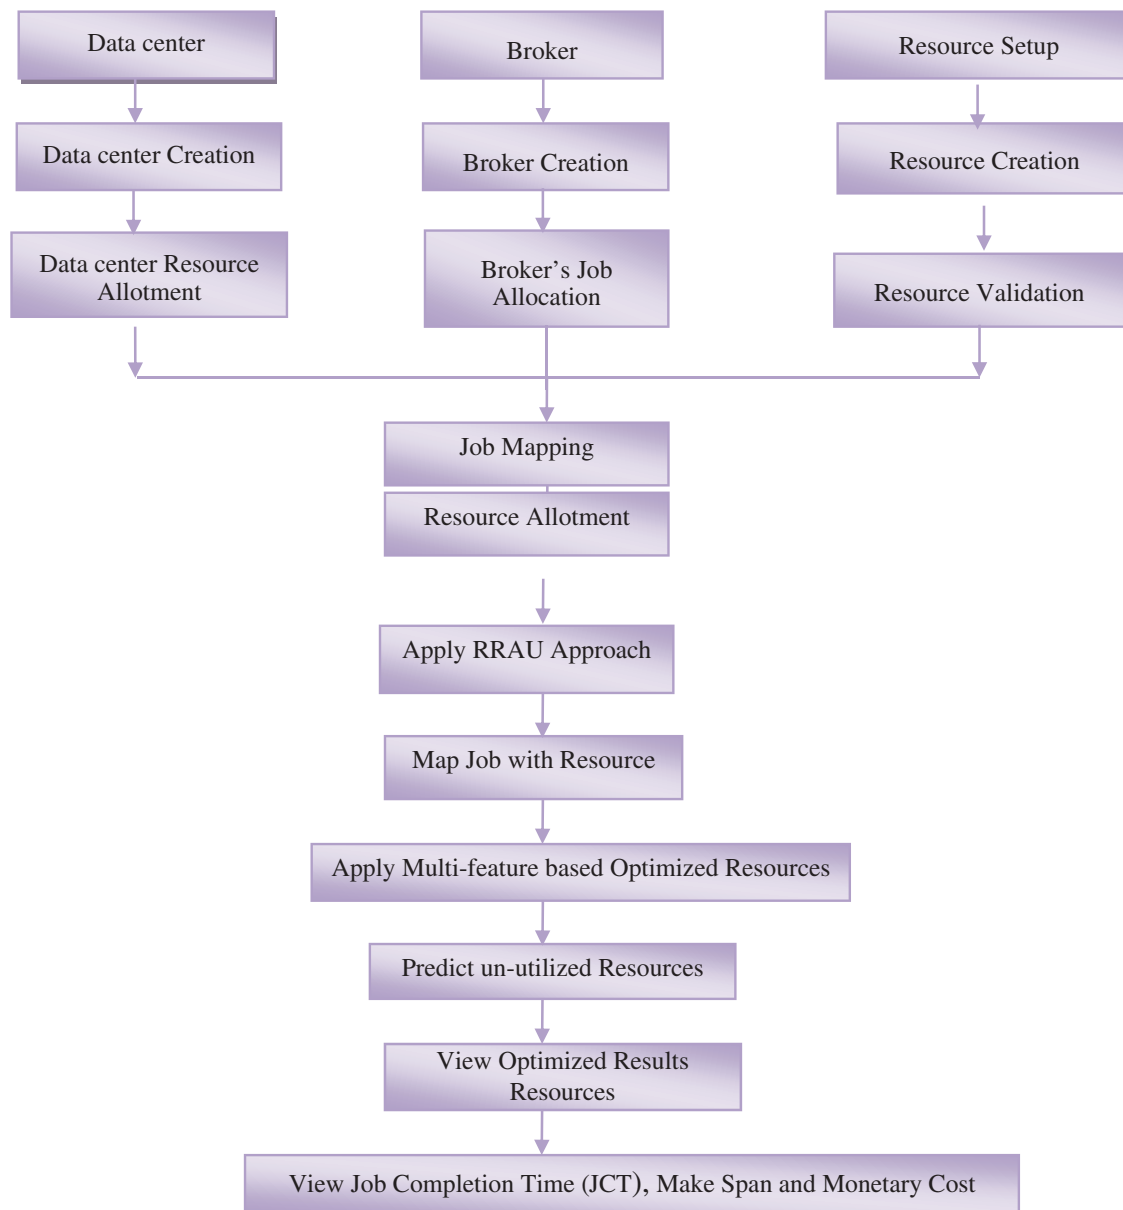 Data center
Broker
Resource Setup
Data center Creation
Broker Creation
Resource Creation
Data center Resource
Allotment
Broker’s Job
Allocation
Resource Validation
Job Mapping
Resource Allotment
Apply RRAU Approach
Map Job with Resource
Apply Multi-feature based Optimized Resources
Predict un-utilized Resources
View Optimized Results
Resources
View Job Completion Time (JCT), Make Span and Monetary Cost